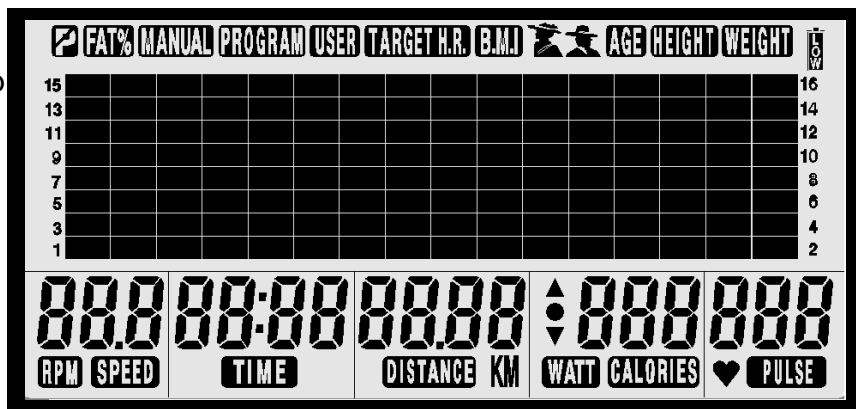 P FAT% MANUAL PROGRAM USER TARGET H.R. B.M.I AGE HEIGHT WEIGHT LOW
15 16
13 14
11 12
9 10
7 8
5 6
3 4
1 2
88.8 88:88 88.88 888 888
RPM SPEED TIME DISTANCE KM WATT CALORIES PULSE